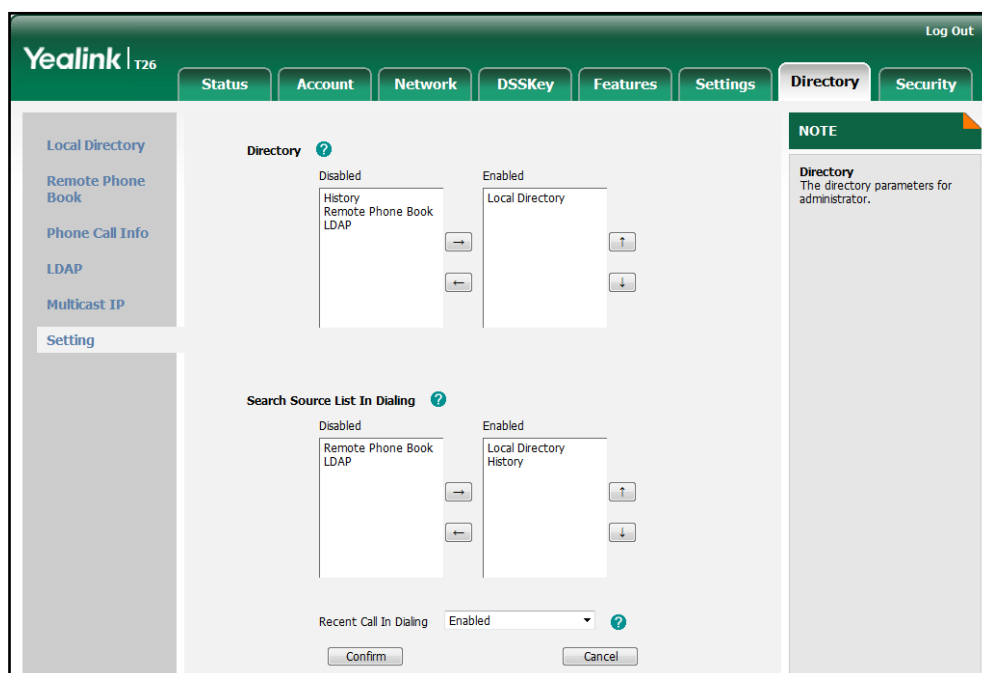 Log Out
Yealink T26
Status Account Network DSSKey Features Settings Directory Security
Local Directory
Remote Phone
Book
Phone Call Info
LDAP
Multicast IP
Setting
Directory ?
Disabled Enabled
History
Remote Phone Book
LDAP
Local Directory
→
←
↑
↓
Search Source List In Dialing ?
Disabled Enabled
Remote Phone Book
LDAP
Local Directory
History
→
←
↑
↓
Recent Call In Dialing Enabled ?
Confirm Cancel
NOTE
Directory
The directory parameters for
administrator.